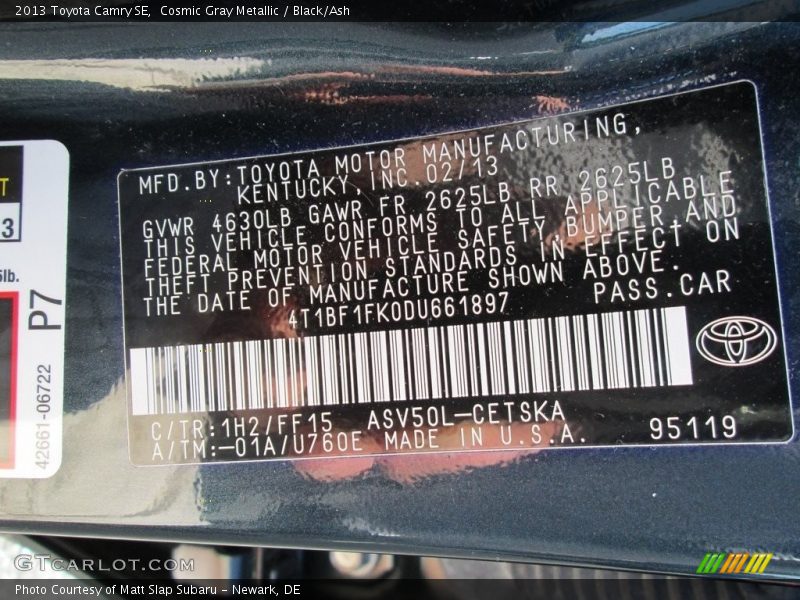 2013 Toyota Camry SE, Cosmic Gray Metallic / Black/Ash
MFD.BY:TOYOTA MOTOR MANUFACTURING,
KENTUCKY, INC. 02/13
GVWR 4630LB GAWR FR 2625LB RR 2625LB
THIS VEHICLE CONFORMS TO ALL APPLICABLE
FEDERAL MOTOR VEHICLE SAFETY, BUMPER, AND
THEFT PREVENTION STANDARDS IN EFFECT ON
THE DATE OF MANUFACTURE SHOWN ABOVE.
4T1BF1FK0DU661897 PASS.CAR
C/TR:1H2/FF15 ASV50L-CETSKA
A/TM:-01A/U760E MADE IN U.S.A. 95119
T
3
5lb.
P7
42661-06722
GTCARLOT.COM
Photo Courtesy of Matt Slap Subaru - Newark, DE